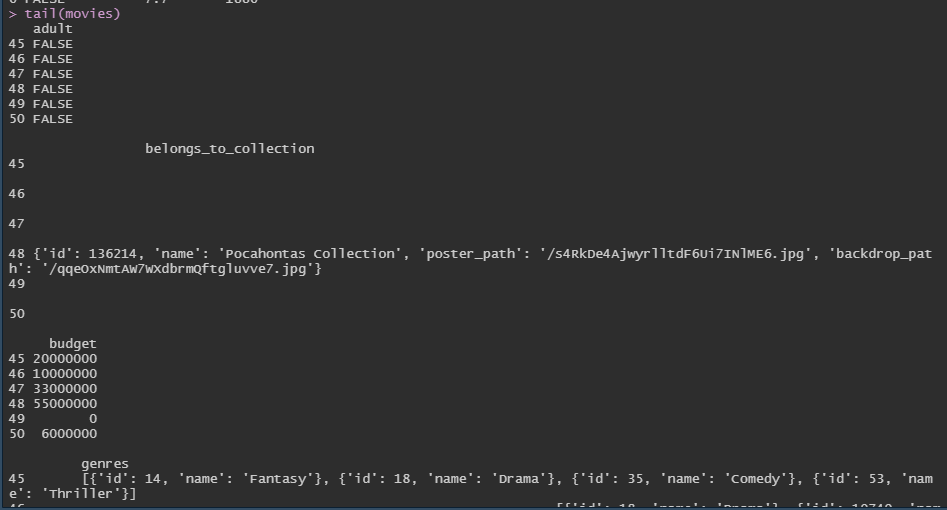 > tail(movies)
adult
45 FALSE
46 FALSE
47 FALSE
48 FALSE
49 FALSE
50 FALSE
belongs_to_collection
45
46
47
48 {'id': 136214, 'name': 'Pocahontas Collection', 'poster_path': '/s4RkDe4AjwyrlltdF6Ui7INlME6.jpg', 'backdrop_pat
h': '/qqeOxNmtAW7WXdbrmQftgluvve7.jpg'}
49
50
budget
45 20000000
46 10000000
47 33000000
48 55000000
49 0
50 6000000
genres
45 [{'id': 14, 'name': 'Fantasy'}, {'id': 18, 'name': 'Drama'}, {'id': 35, 'name': 'Comedy'}, {'id': 53, 'nam
e': 'Thriller'}]